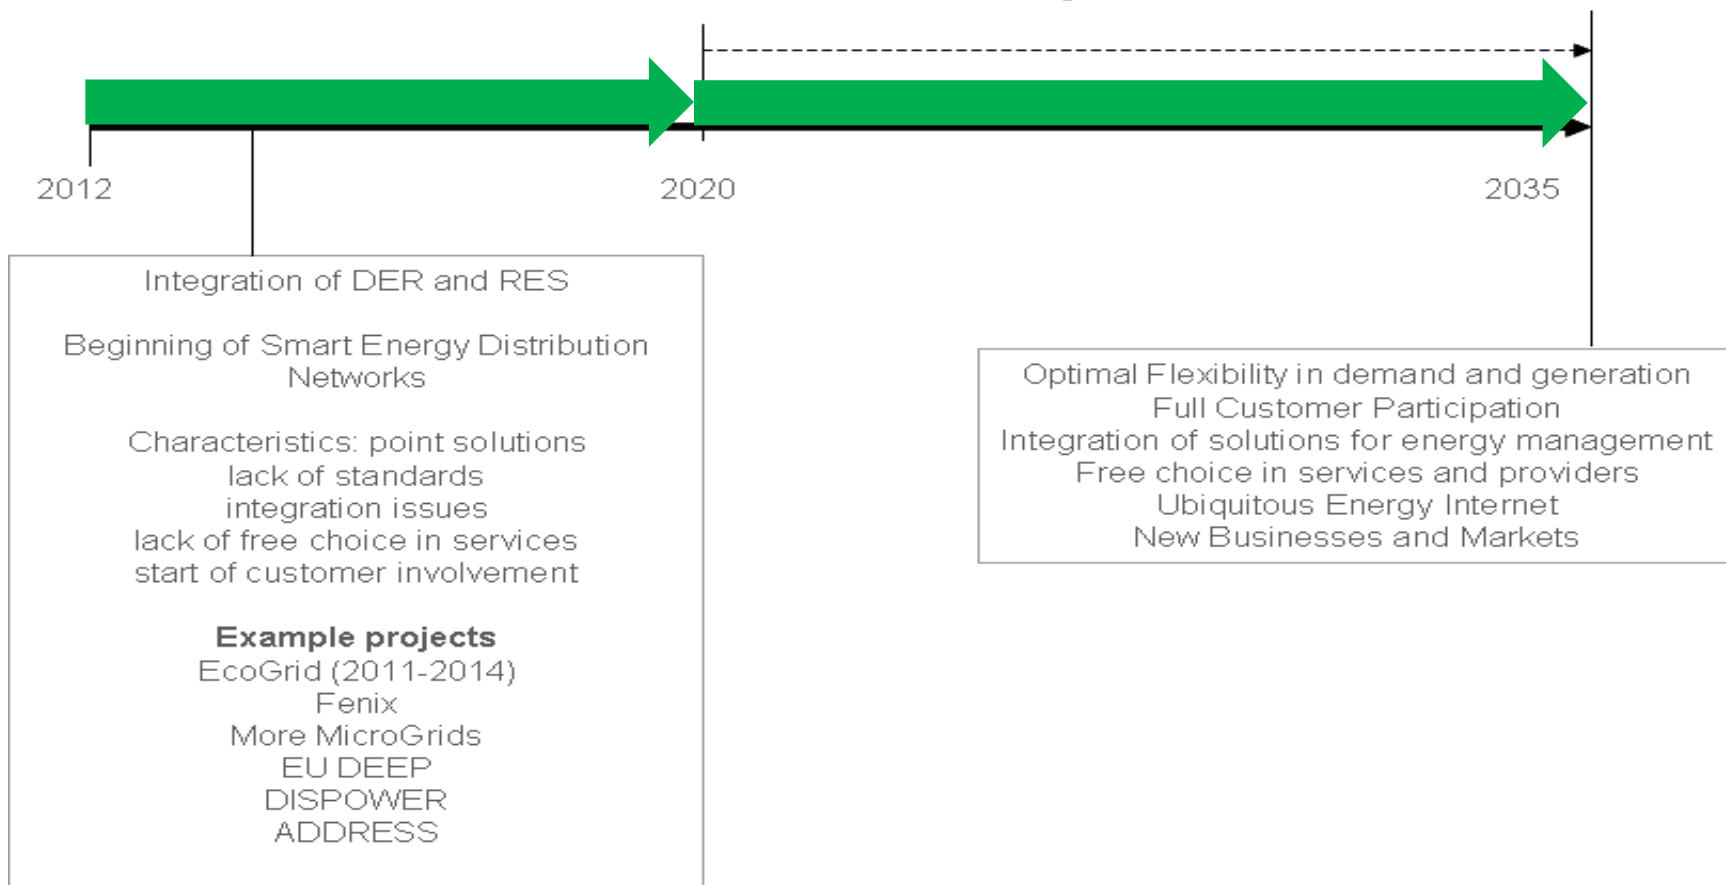 2012
2020
2035
Integration of DER and RES
Beginning of Smart Energy Distribution
Networks
Characteristics: point solutions
lack of standards
integration issues
lack of free choice in services
start of customer involvement
Example projects
EcoGrid (2011-2014)
Fenix
More MicroGrids
EU DEEP
DISPOWER
ADDRESS
Optimal Flexibility in demand and generation
Full Customer Participation
Integration of solutions for energy management
Free choice in services and providers
Ubiquitous Energy Internet
New Businesses and Markets